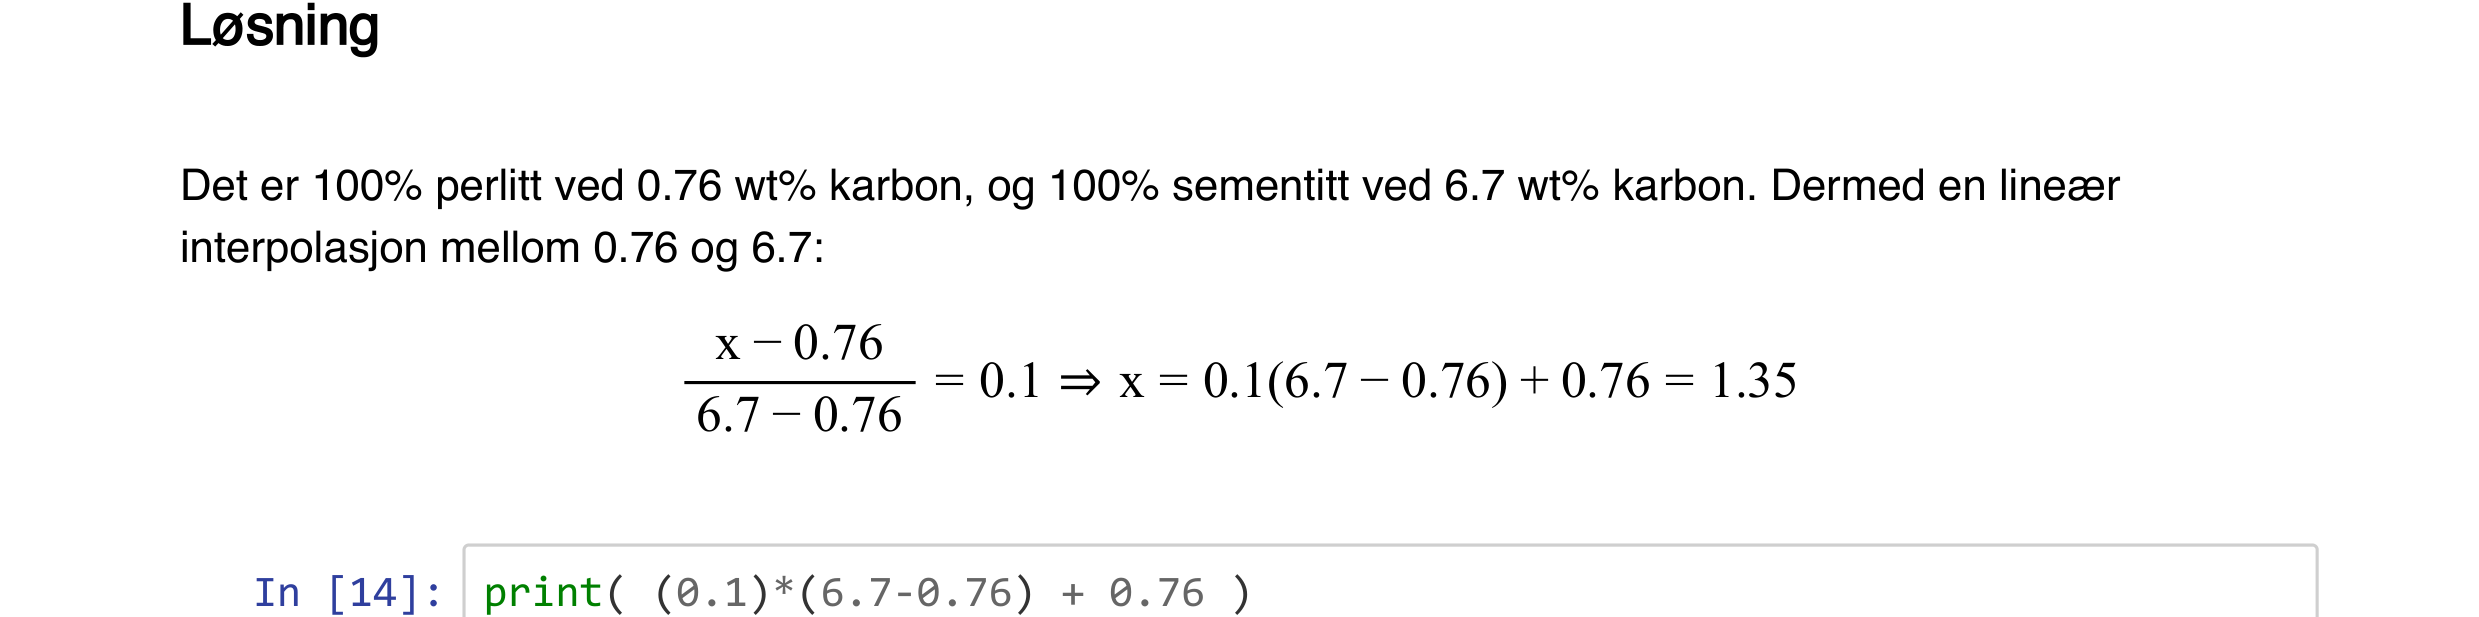 Løsning
Det er 100% perlitt ved 0.76 wt% karbon, og 100% sementitt ved 6.7 wt% karbon. Dermed en lineær
interpolasjon mellom 0.76 og 6.7:
x − 0.76
6.7 − 0.76
= 0.1 ⇒ x = 0.1(6.7 − 0.76) + 0.76 = 1.35
In [14]: print( (0.1)*(6.7-0.76) + 0.76 )